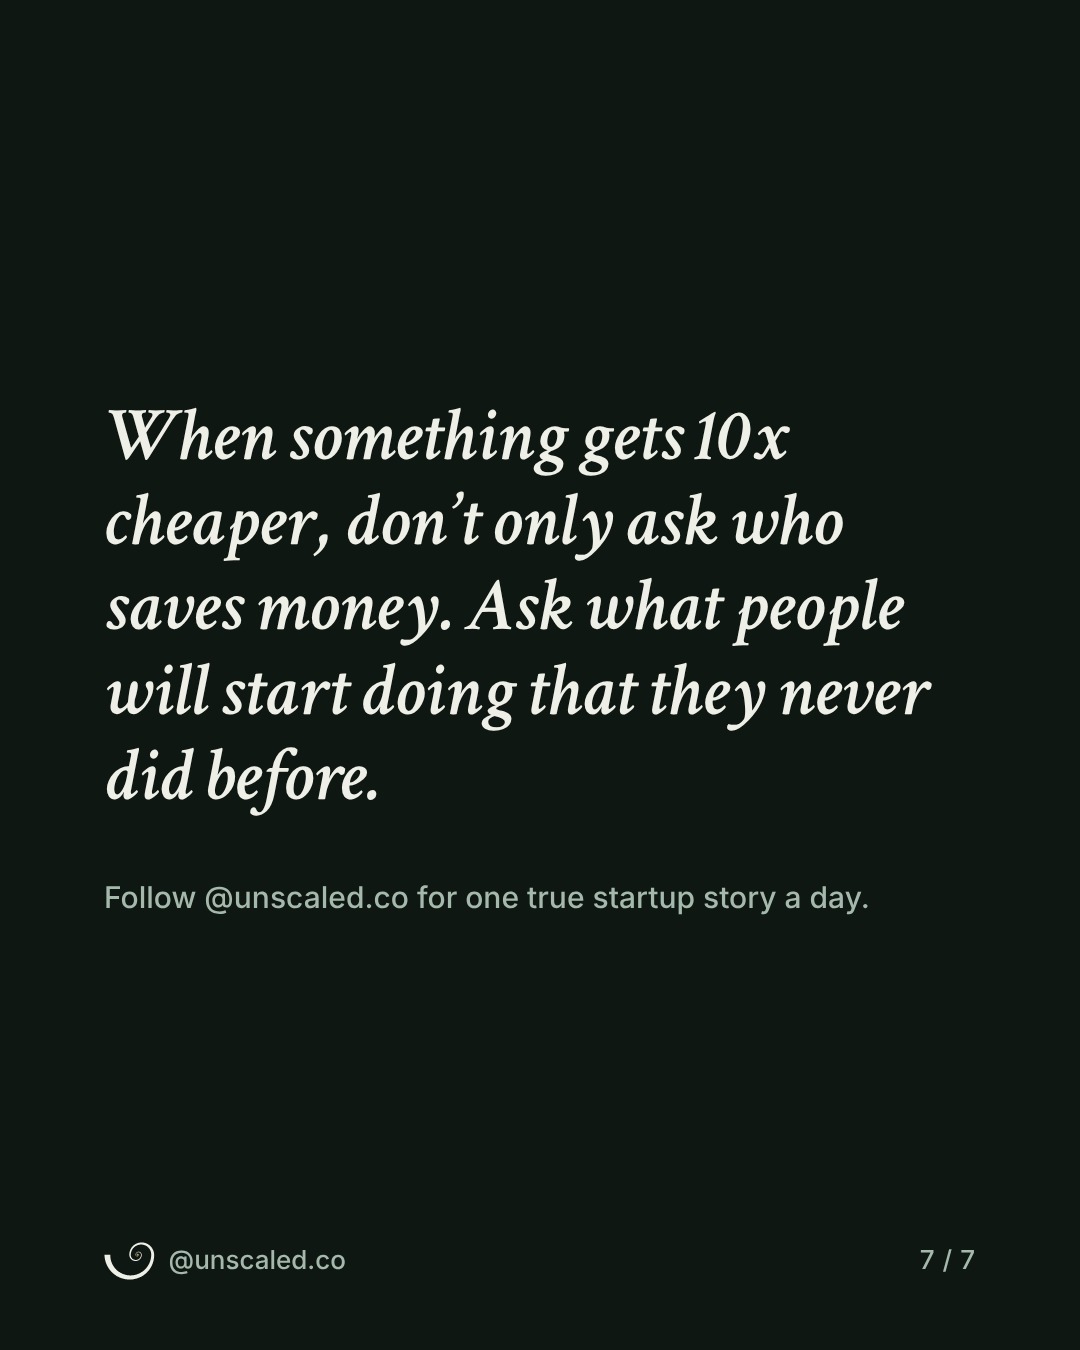 When something gets 10x
cheaper, don’t only ask who
saves money. Ask what people
will start doing that they never
did before.
Follow @unscaled.co for one true startup story a day.
@unscaled.co
7 / 7